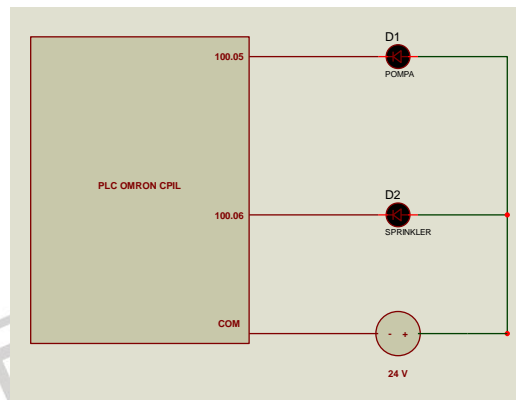 D1
100.05
POMPA
PLC OMRON CPIL
D2
100.06
SPRINKLER
COM
- +
24 V